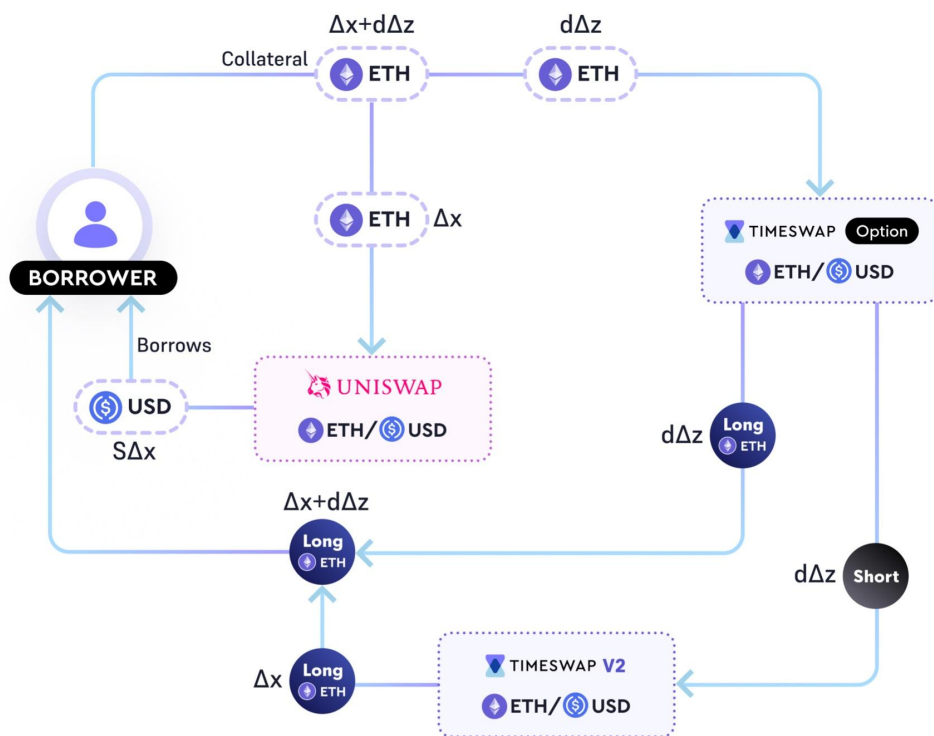 Δx+dΔz
dΔz
Collateral
ETH
ETH
ETH
Δx
TIMESWAP Option
ETH/USD
BORROWER
Borrows
USD
SΔx
UNISWAP
ETH/USD
dΔz
Long
ETH
Δx+dΔz
Long
ETH
dΔz
Short
Δx
Long
ETH
TIMESWAP V2
ETH/USD